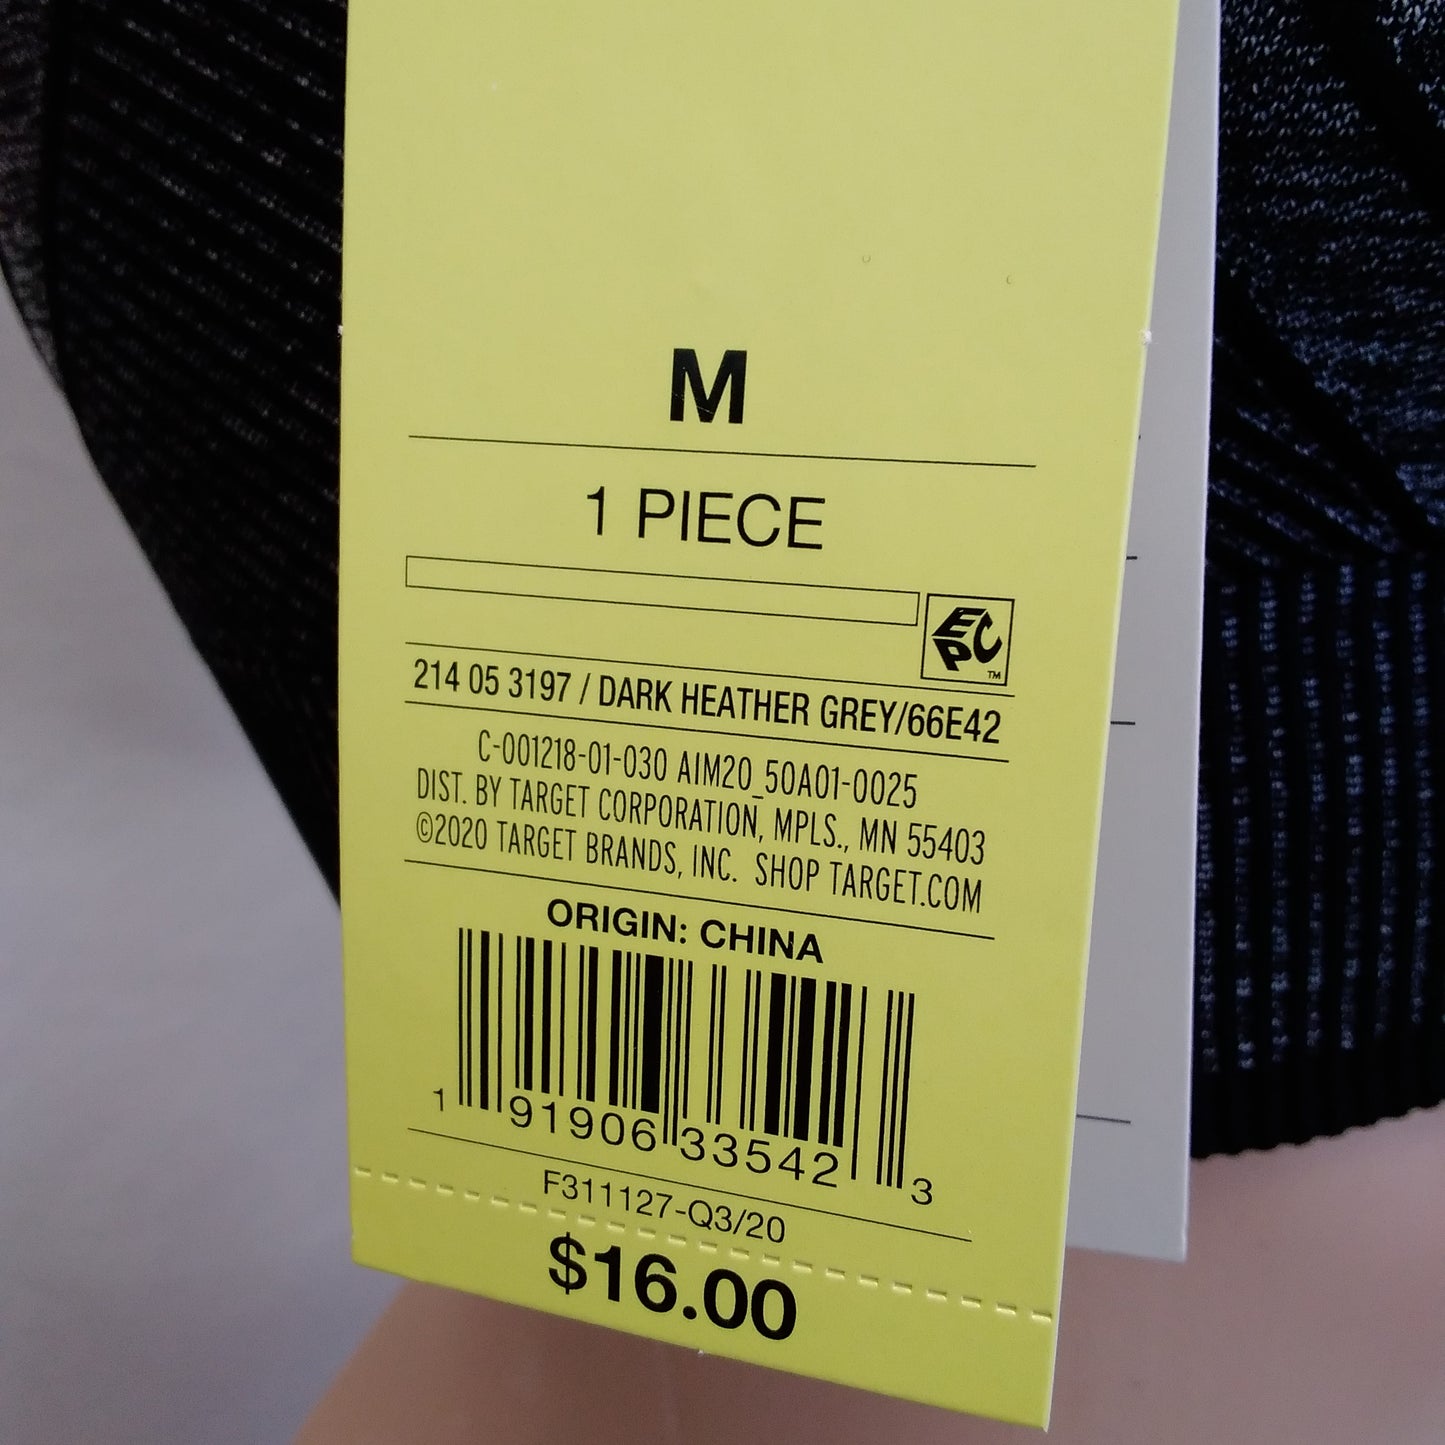 M
1 PIECE
EPC™
214 05 3197 / DARK HEATHER GREY/66E42
C-001218-01-030 AIM20_50A01-0025
DIST. BY TARGET CORPORATION, MPLS., MN 55403
©2020 TARGET BRANDS, INC. SHOP TARGET.COM
ORIGIN: CHINA
1 91906 33542 3
F311127-Q3/20
$16.00